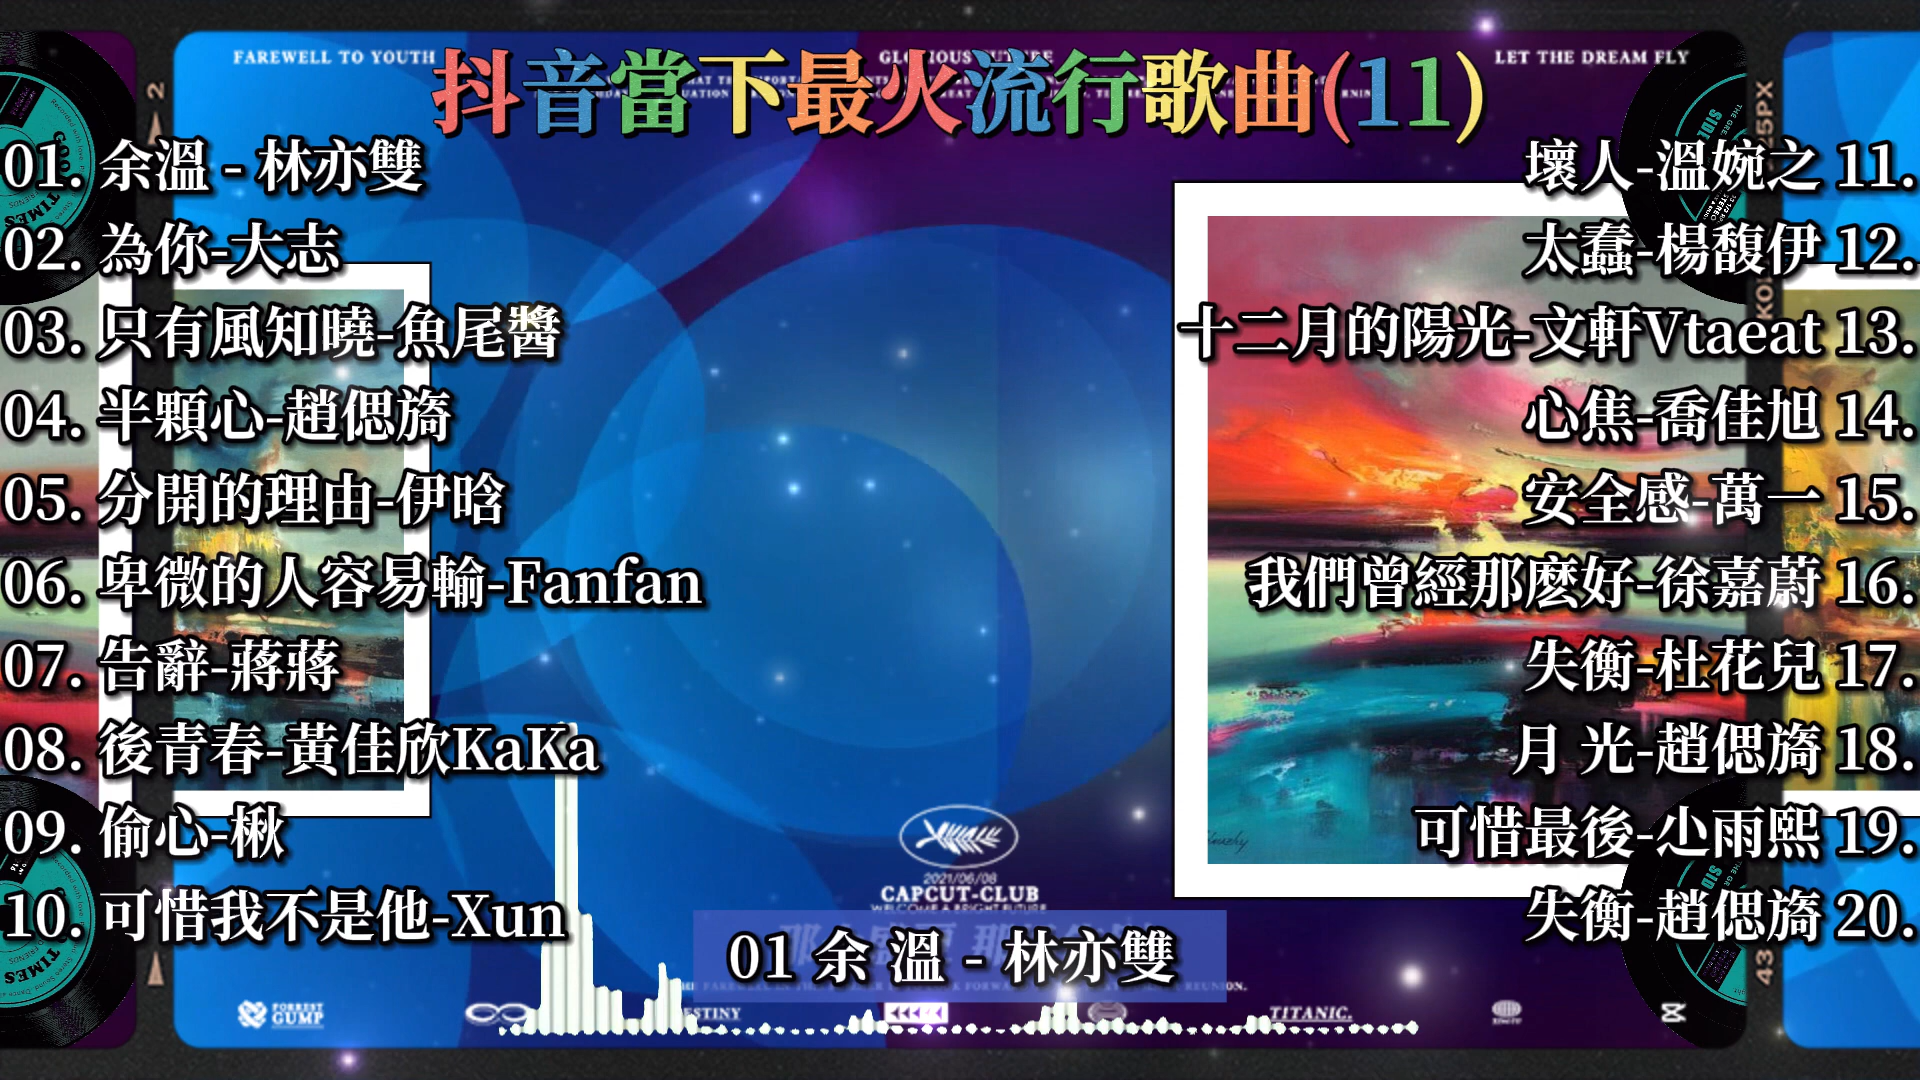 FAREWELL TO YOUTH
LET THE DREAM FLY
抖音當下最火流行歌曲(11)
01. 余溫 - 林亦雙
02. 為你-大志
03. 只有風知曉-魚尾醬
04. 半顆心-趙偲旖
05. 分開的理由-伊晗
06. 卑微的人容易輸-Fanfan
07. 告辭-蔣蔣
08. 後青春-黃佳欣KaKa
09. 偷心-楸
10. 可惜我不是他-Xun
壞人-溫婉之 11.
太蠢-楊馥伊 12.
十二月的陽光-文軒Vtaeat 13.
心焦-喬佳旭 14.
安全感-萬一 15.
我們曾經那麽好-徐嘉蔚 16.
失衡-杜花兒 17.
月 光-趙偲旖 18.
可惜最後-尐雨熙 19.
失衡-趙偲旖 20.
2021/06/08
CAPCUT-CLUB
WELCOME A BRIGHT FUTURE
01 余 溫 - 林亦雙
FORREST
GUMP
TITANIC.